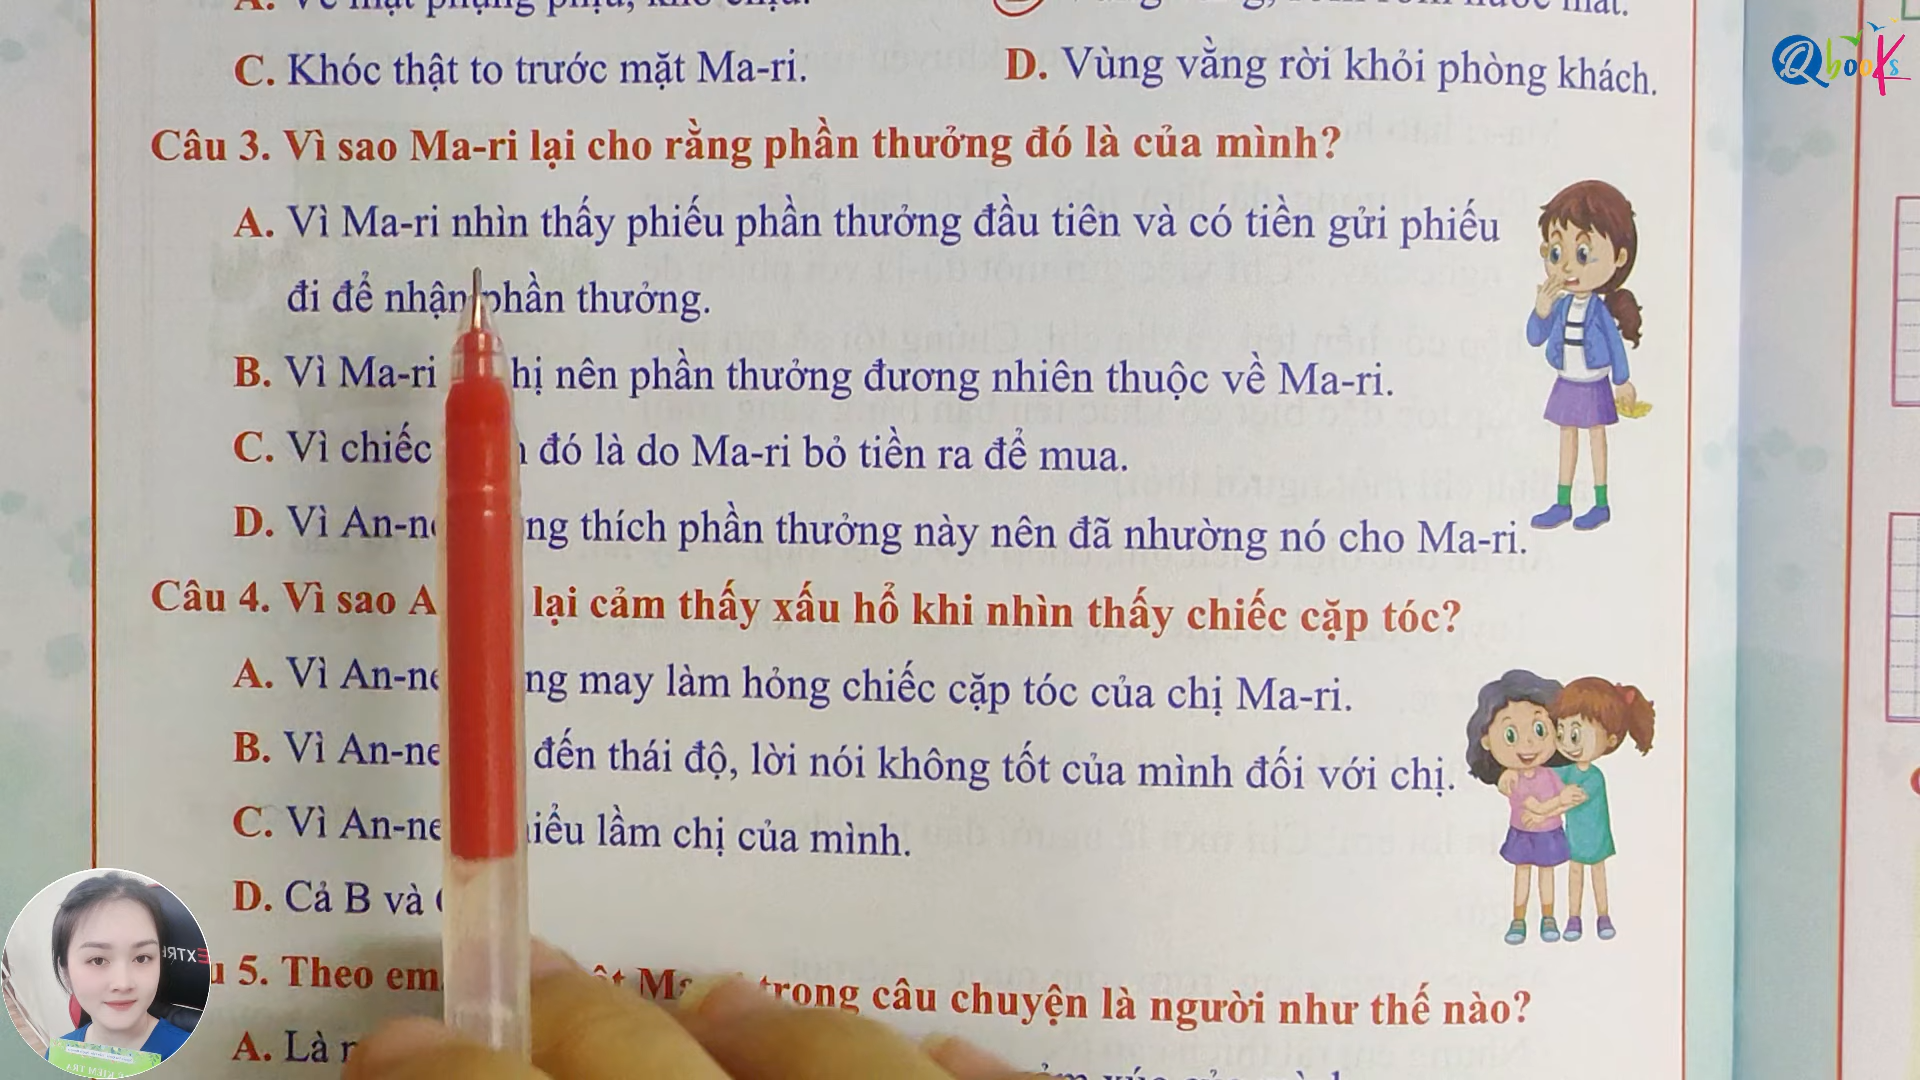 C. Khóc thật to trước mặt Ma-ri.
D. Vùng vằng rời khỏi phòng khách.
Câu 3. Vì sao Ma-ri lại cho rằng phần thưởng đó là của mình?
A. Vì Ma-ri nhìn thấy phiếu phần thưởng đầu tiên và có tiền gửi phiếu
đi để nhận phần thưởng.
B. Vì Ma-ri hị nên phần thưởng đương nhiên thuộc về Ma-ri.
C. Vì chiếc đó là do Ma-ri bỏ tiền ra để mua.
D. Vì An-n ng thích phần thưởng này nên đã nhường nó cho Ma-ri.
Câu 4. Vì sao A lại cảm thấy xấu hổ khi nhìn thấy chiếc cặp tóc?
A. Vì An-n ng may làm hỏng chiếc cặp tóc của chị Ma-ri.
B. Vì An-ne đến thái độ, lời nói không tốt của mình đối với chị.
C. Vì An-ne iểu lầm chị của mình.
D. Cả B và
5. Theo em trong câu chuyện là người như thế nào?
A. Là
Qbooks